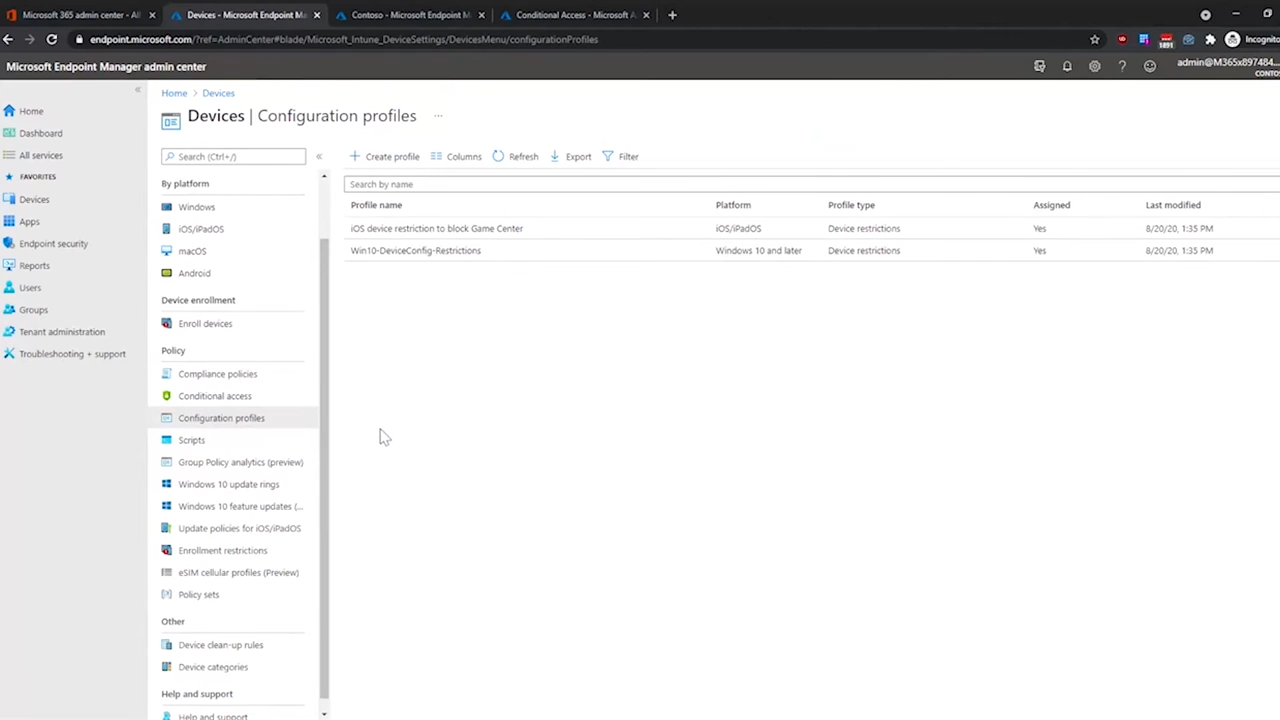 Microsoft 365 admin center - All
Devices - Microsoft Endpoint Ma
Contoso - Microsoft Endpoint M
Conditional Access - Microsoft A
endpoint.microsoft.com/?ref=AdminCenter#blade/Microsoft_Intune_DeviceSettings/DevicesMenu/configurationProfiles
1891
Incognito
Microsoft Endpoint Manager admin center
admin@M365x897484...
CONTOS
Home
Dashboard
All services
FAVORITES
Devices
Apps
Endpoint security
Reports
Users
Groups
Tenant administration
Troubleshooting + support
Home > Devices
Devices | Configuration profiles ...
Search (Ctrl+/)
By platform
Windows
iOS/iPadOS
macOS
Android
Device enrollment
Enroll devices
Policy
Compliance policies
Conditional access
Configuration profiles
Scripts
Group Policy analytics (preview)
Windows 10 update rings
Windows 10 feature updates (...
Update policies for iOS/iPadOS
Enrollment restrictions
eSIM cellular profiles (Preview)
Policy sets
Other
Device clean-up rules
Device categories
Help and support
Help and support
Create profile Columns Refresh Export Filter
Search by name
Profile name Platform Profile type Assigned Last modified
iOS device restriction to block Game Center iOS/iPadOS Device restrictions Yes 8/20/20, 1:35 PM
Win10-DeviceConfig-Restrictions Windows 10 and later Device restrictions Yes 8/20/20, 1:35 PM